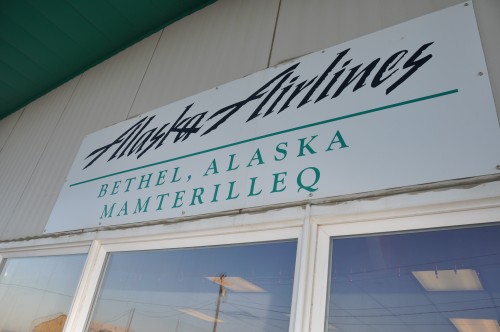 Alaska Airlines
BETHEL, ALASKA
MAMTERILLEQ